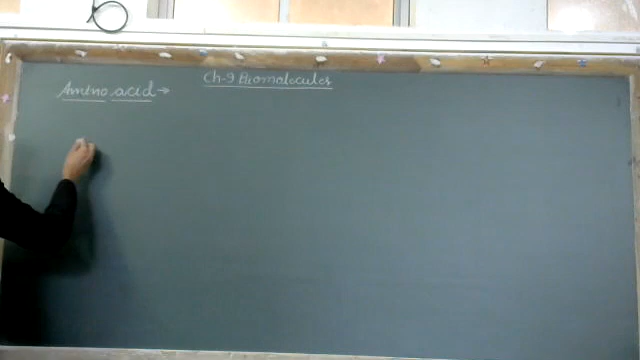 Ch-9 Biomolecules
Amino acid →